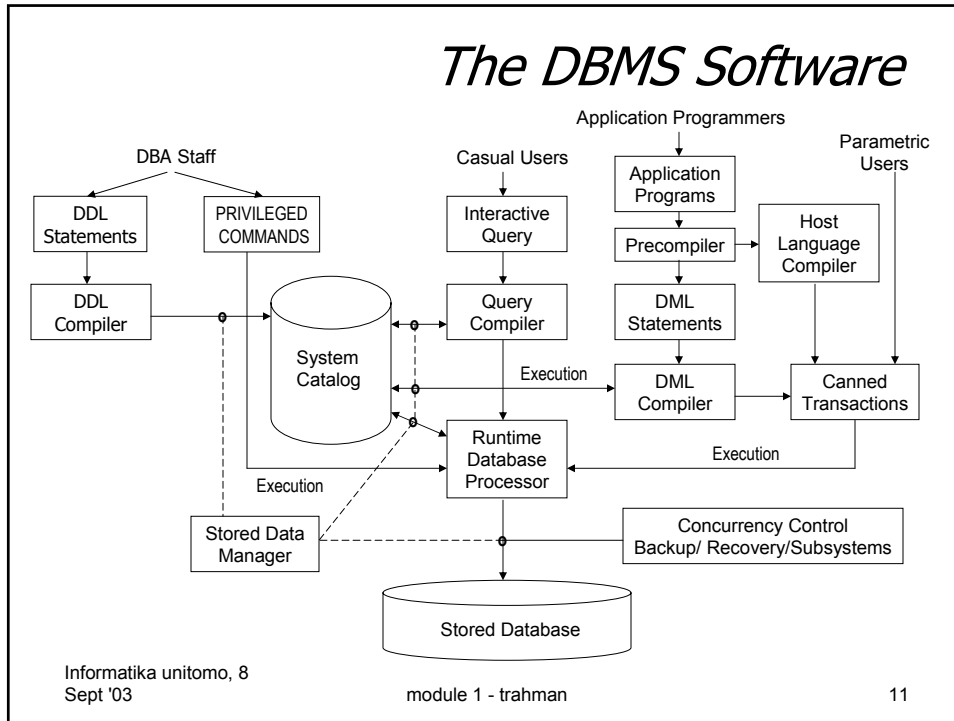 The DBMS Software
Application Programmers
DBA Staff
Casual Users
Parametric
Users
DDL
Statements
PRIVILEGED
COMMANDS
Interactive
Query
Application
Programs
Precompiler
Host
Language
Compiler
DDL
Compiler
System
Catalog
Query
Compiler
DML
Statements
Execution
DML
Compiler
Canned
Transactions
Runtime
Database
Processor
Execution
Execution
Stored Data
Manager
Concurrency Control
Backup/ Recovery/Subsystems
Stored Database
Informatika unitomo, 8
Sept '03
module 1 - trahman
11